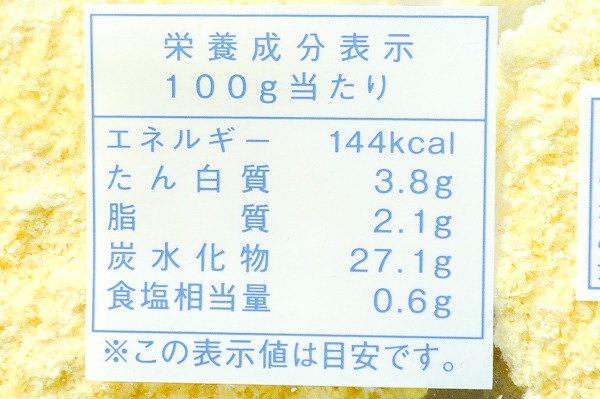 栄養成分表示
100g当たり
エネルギー 144kcal
たん白質 3.8g
脂質 2.1g
炭水化物 27.1g
食塩相当量 0.6g
※この表示値は目安です。